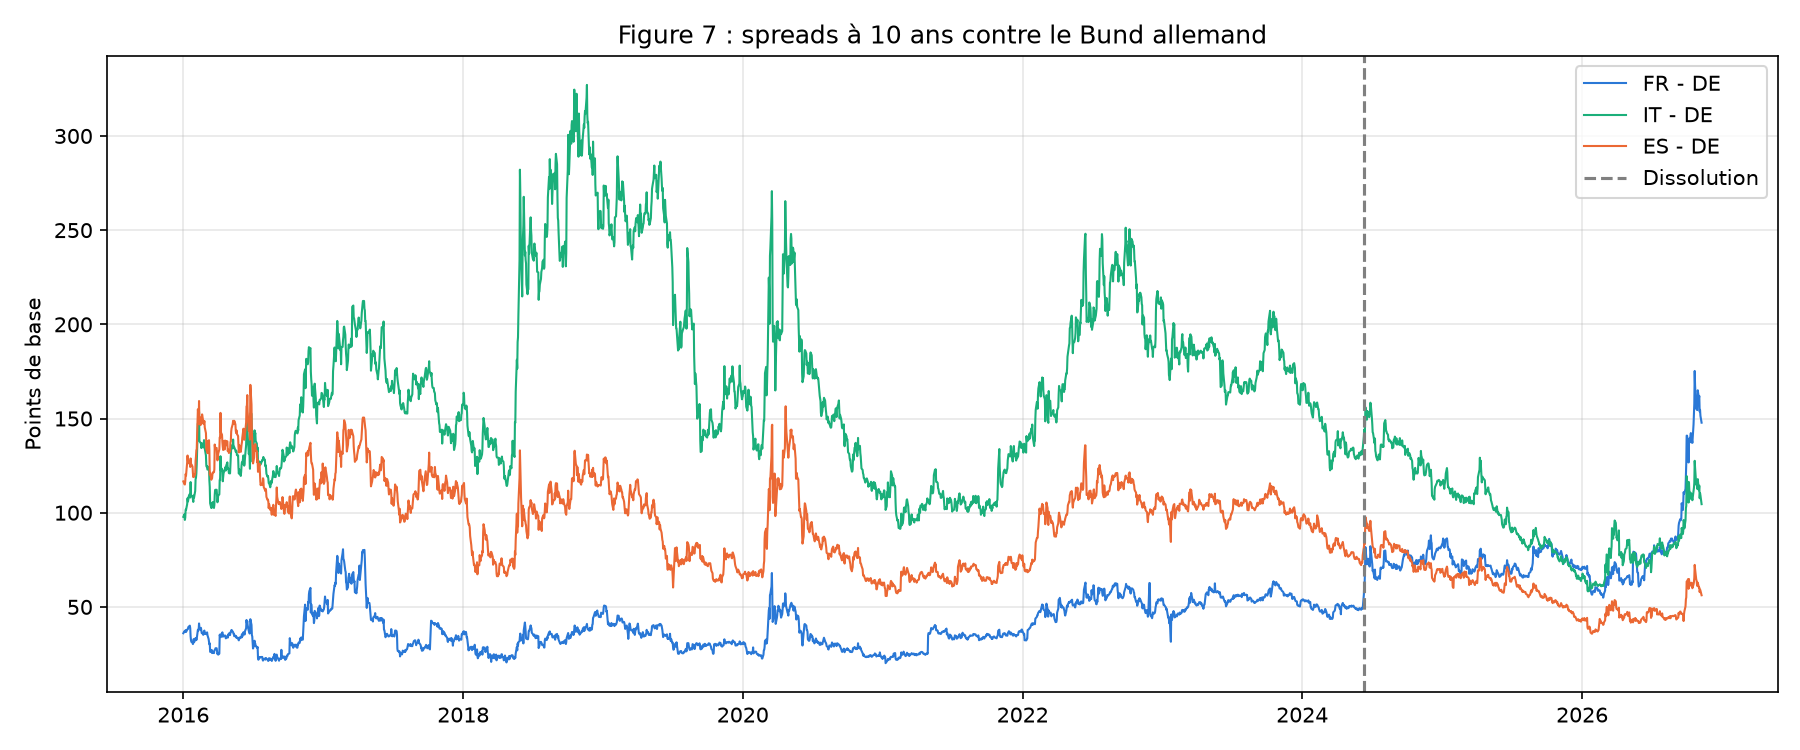 Figure 7 : spreads à 10 ans contre le Bund allemand
FR - DE
IT - DE
ES - DE
Dissolution
Points de base
300
250
200
150
100
50
2016
2018
2020
2022
2024
2026